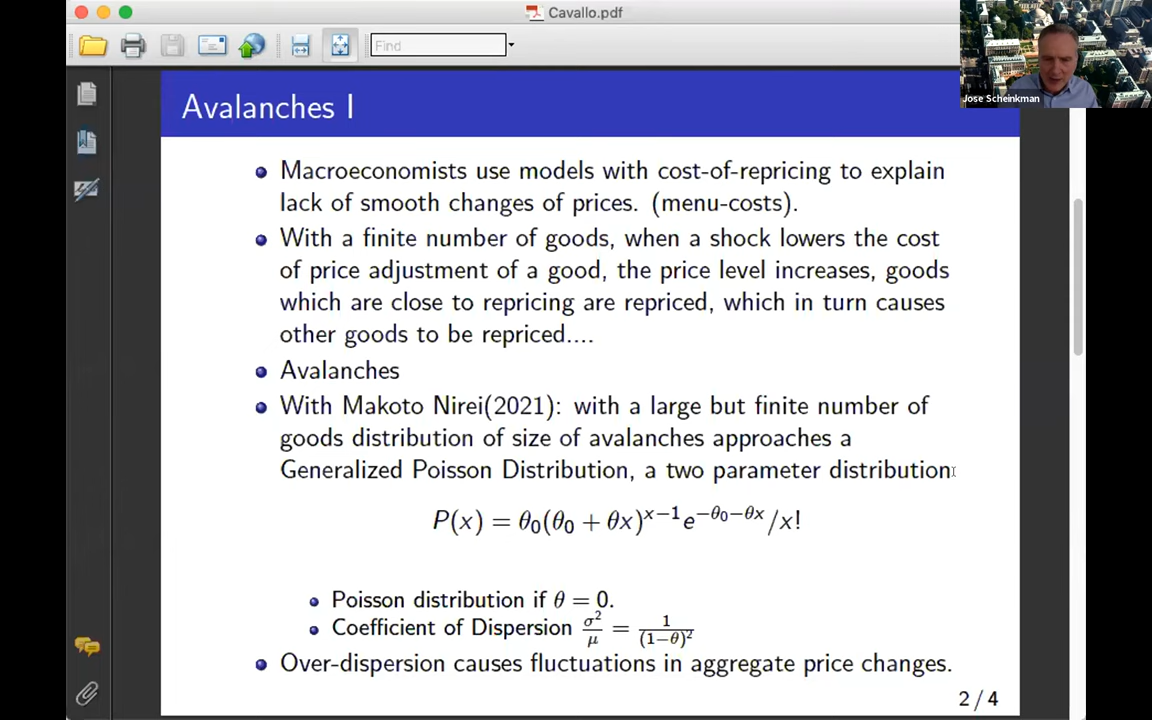 Cavallo.pdf
Find
Jose Scheinkman
Avalanches I
Macroeconomists use models with cost-of-repricing to explain
lack of smooth changes of prices. (menu-costs).
With a finite number of goods, when a shock lowers the cost
of price adjustment of a good, the price level increases, goods
which are close to repricing are repriced, which in turn causes
other goods to be repriced....
Avalanches
With Makoto Nirei(2021): with a large but finite number of
goods distribution of size of avalanches approaches a
Generalized Poisson Distribution, a two parameter distribution
P(x) = θ₀(θ₀ + θx)^{x−1}e^{−θ₀−θx}/x!
Poisson distribution if θ = 0.
Coefficient of Dispersion σ²/μ = 1/(1−θ)²
Over-dispersion causes fluctuations in aggregate price changes.
2 / 4